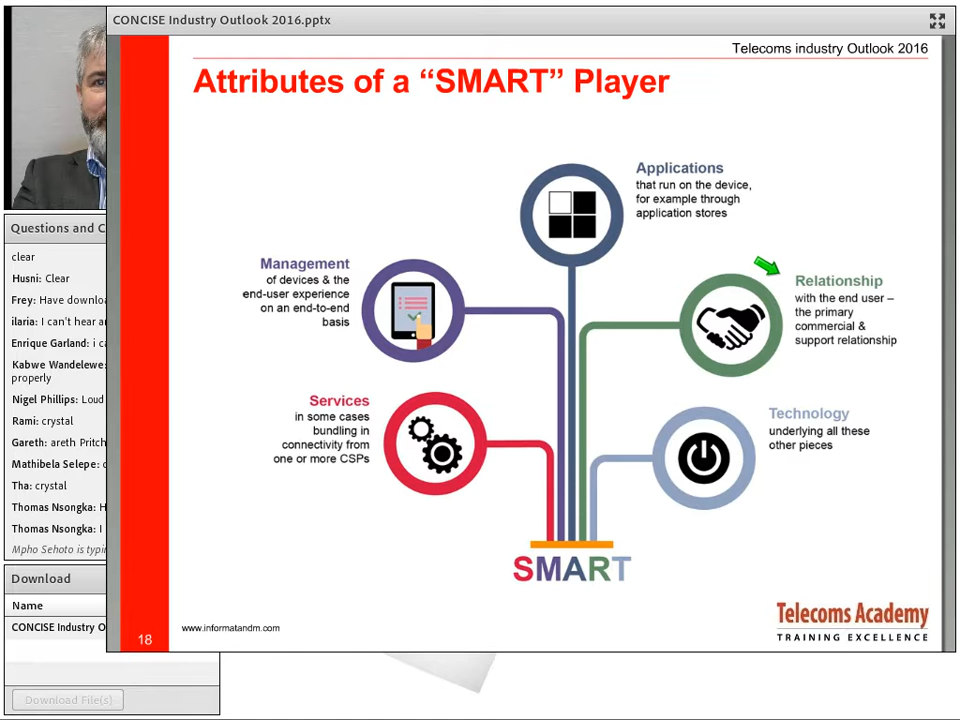 CONCISE Industry Outlook 2016.pptx
Telecoms industry Outlook 2016
Attributes of a “SMART” Player
Applications
that run on the device,
for example through
application stores
Management
of devices & the
end-user experience
on an end-to-end
basis
Relationship
with the end user –
the primary
commercial &
support relationship
Services
in some cases
bundling in
connectivity from
one or more CSPs
Technology
underlying all these
other pieces
SMART
www.informatandm.com
18
Telecoms Academy
TRAINING EXCELLENCE
Questions and C
clear
Husni: Clear
Frey: Have downloa
ilaria: I can't hear an
Enrique Garland: i ca
Kabwe Wandelewe:
properly
Nigel Phillips: Loud
Rami: crystal
Gareth: areth Pritch
Mathibela Selepe:
Tha: crystal
Thomas Nsongka: H
Thomas Nsongka: I
Mpho Sehoto is typin
Download
Name
CONCISE Industry O
Download File(s)